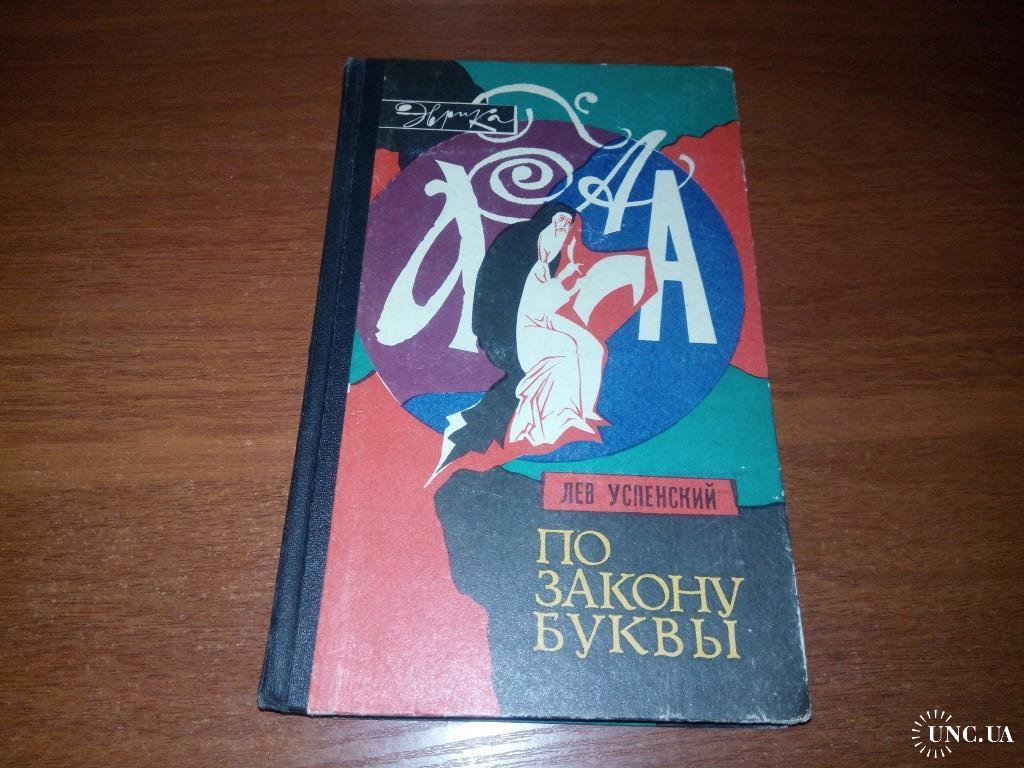 Эврика
А А А
ЛЕВ УСПЕНСКИЙ
ПО
ЗАКОНУ
БУКВЫ
UNC.UA